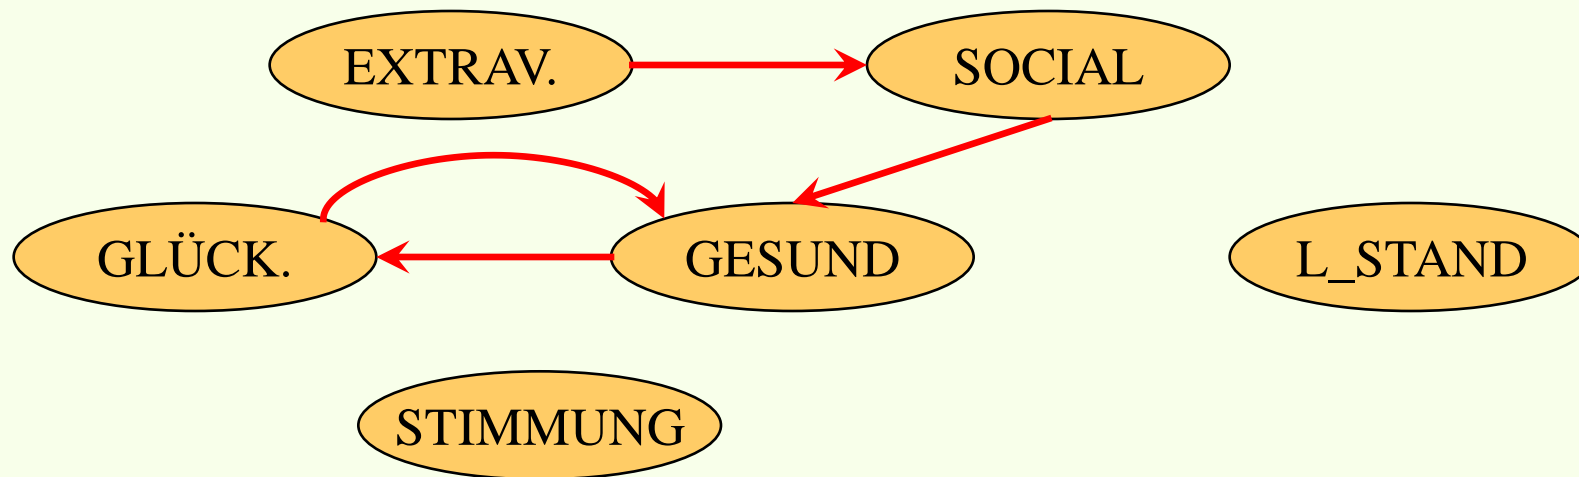 EXTRAV.
SOCIAL
GLÜCK.
GESUND
L_STAND
STIMMUNG